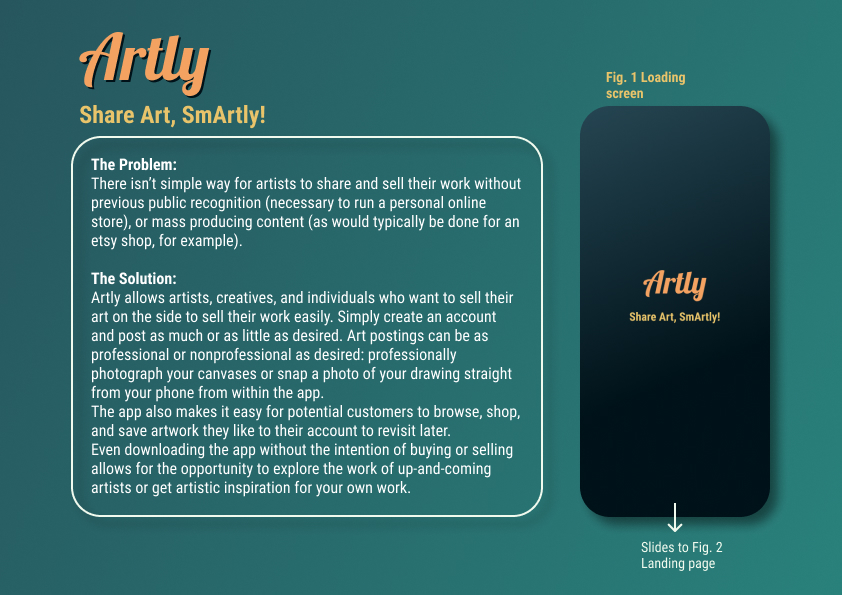 Artly
Share Art, SmArtly!
The Problem:
There isn't simple way for artists to share and sell their work without
previous public recognition (necessary to run a personal online
store), or mass producing content (as would typically be done for an
etsy shop, for example).
The Solution:
Artly allows artists, creatives, and individuals who want to sell their
art on the side to sell their work easily. Simply create an account
and post as much or as little as desired. Art postings can be as
professional or nonprofessional as desired: professionally
photograph your canvases or snap a photo of your drawing straight
from your phone from within the app.
The app also makes it easy for potential customers to browse, shop,
and save artwork they like to their account to revisit later.
Even downloading the app without the intention of buying or selling
allows for the opportunity to explore the work of up-and-coming
artists or get artistic inspiration for your own work.
Fig. 1 Loading
screen
Artly
Share Art, SmArtly!
Slides to Fig. 2
Landing page